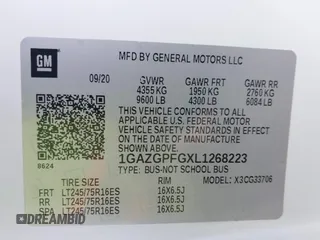 GM
MFD BY GENERAL MOTORS LLC
09/20 GVWR GAWR FRT GAWR RR
4355 KG 1950 KG 2760 KG
9600 LB 4300 LB 6084 LB
THIS VEHICLE CONFORMS TO ALL
APPLICABLE U.S. FEDERAL MOTOR
VEHICLE SAFETY STANDARDS IN EFFECT
ON THE DATE OF MANUFACTURE
SHOWN ABOVE.
8624
1GAZGPFGXL1268223
TYPE: BUS-NOT SCHOOL BUS
TIRE SIZE RIM MODEL: X3CG33706
FRT LT245/75R16ES 16X6.5J
RR LT245/75R16ES 16X6.5J
SPA LT245/75R16ES 16X6.5J
DREAMBID